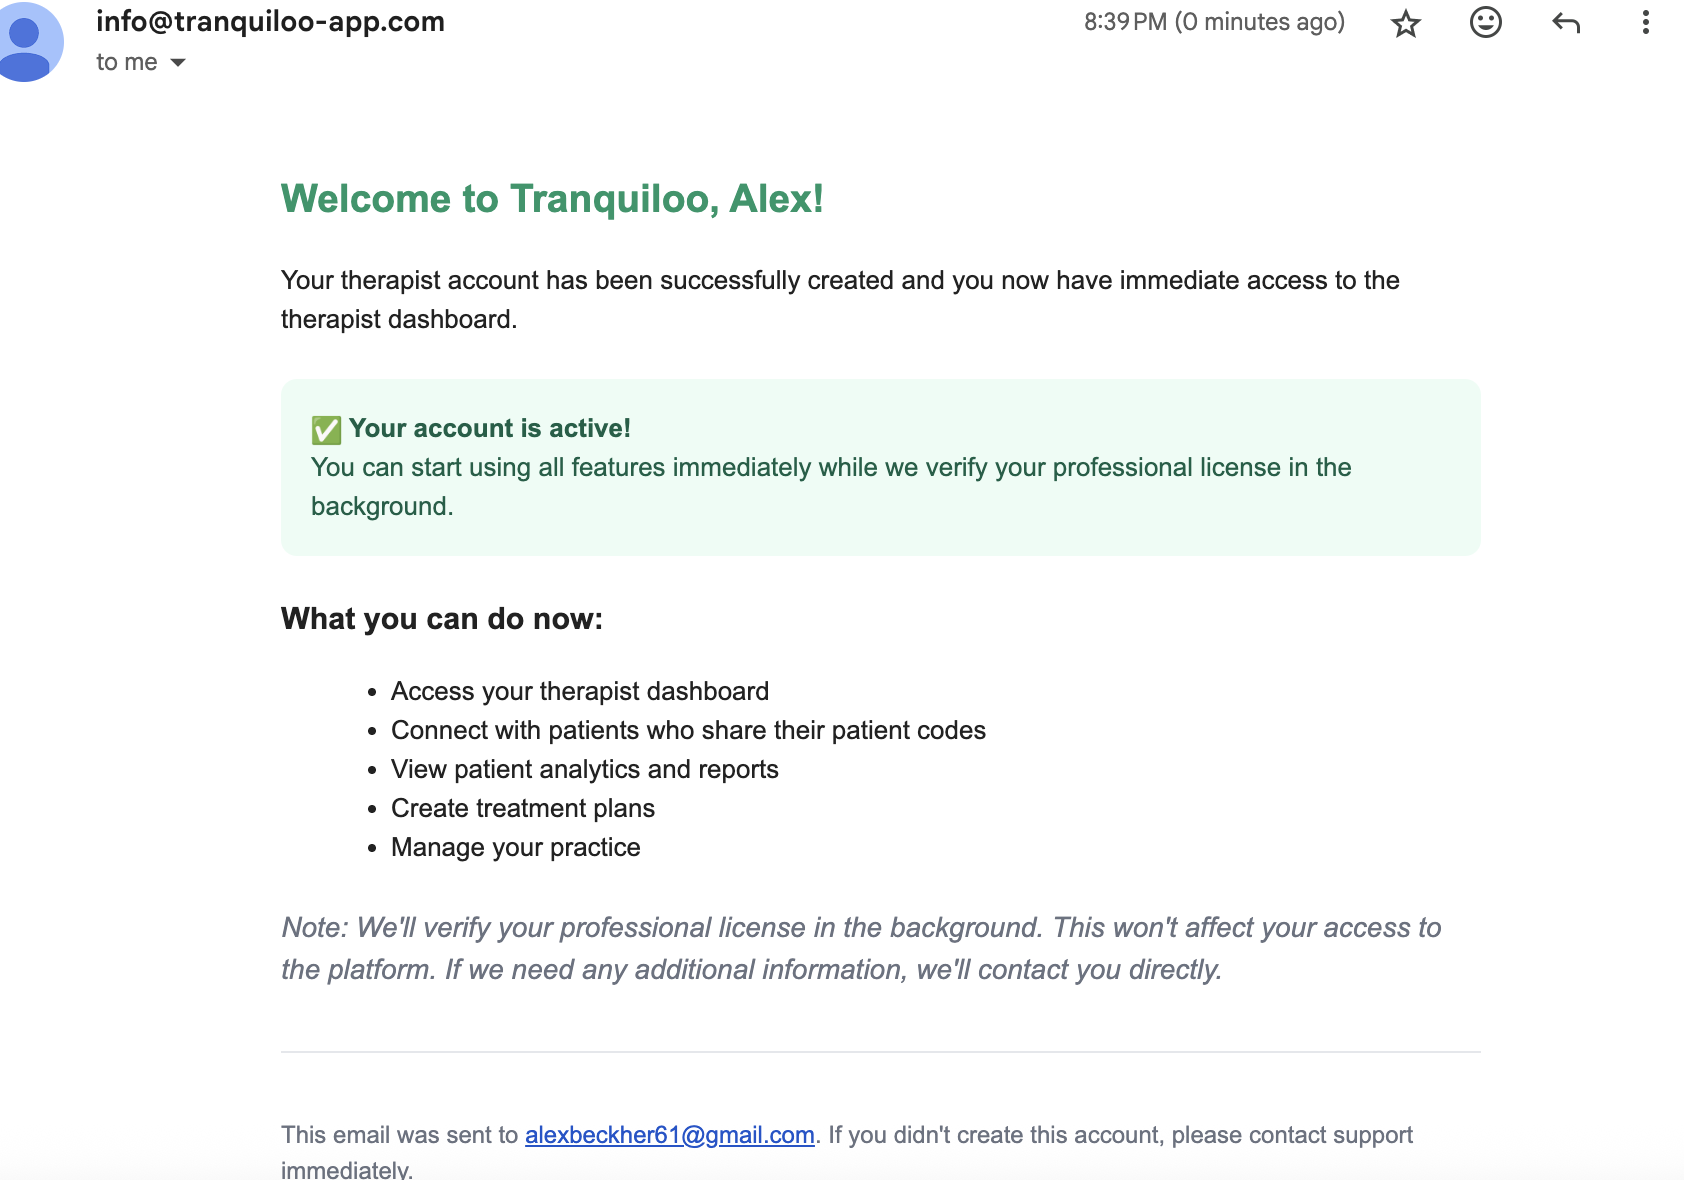 info@tranquiloo-app.com
8:39 PM (0 minutes ago)
to me
Welcome to Tranquiloo, Alex!
Your therapist account has been successfully created and you now have immediate access to the
therapist dashboard.
✅ Your account is active!
You can start using all features immediately while we verify your professional license in the
background.
What you can do now:
• Access your therapist dashboard
• Connect with patients who share their patient codes
• View patient analytics and reports
• Create treatment plans
• Manage your practice
Note: We'll verify your professional license in the background. This won't affect your access to
the platform. If we need any additional information, we'll contact you directly.
This email was sent to alexbeckher61@gmail.com. If you didn't create this account, please contact support
immediately.